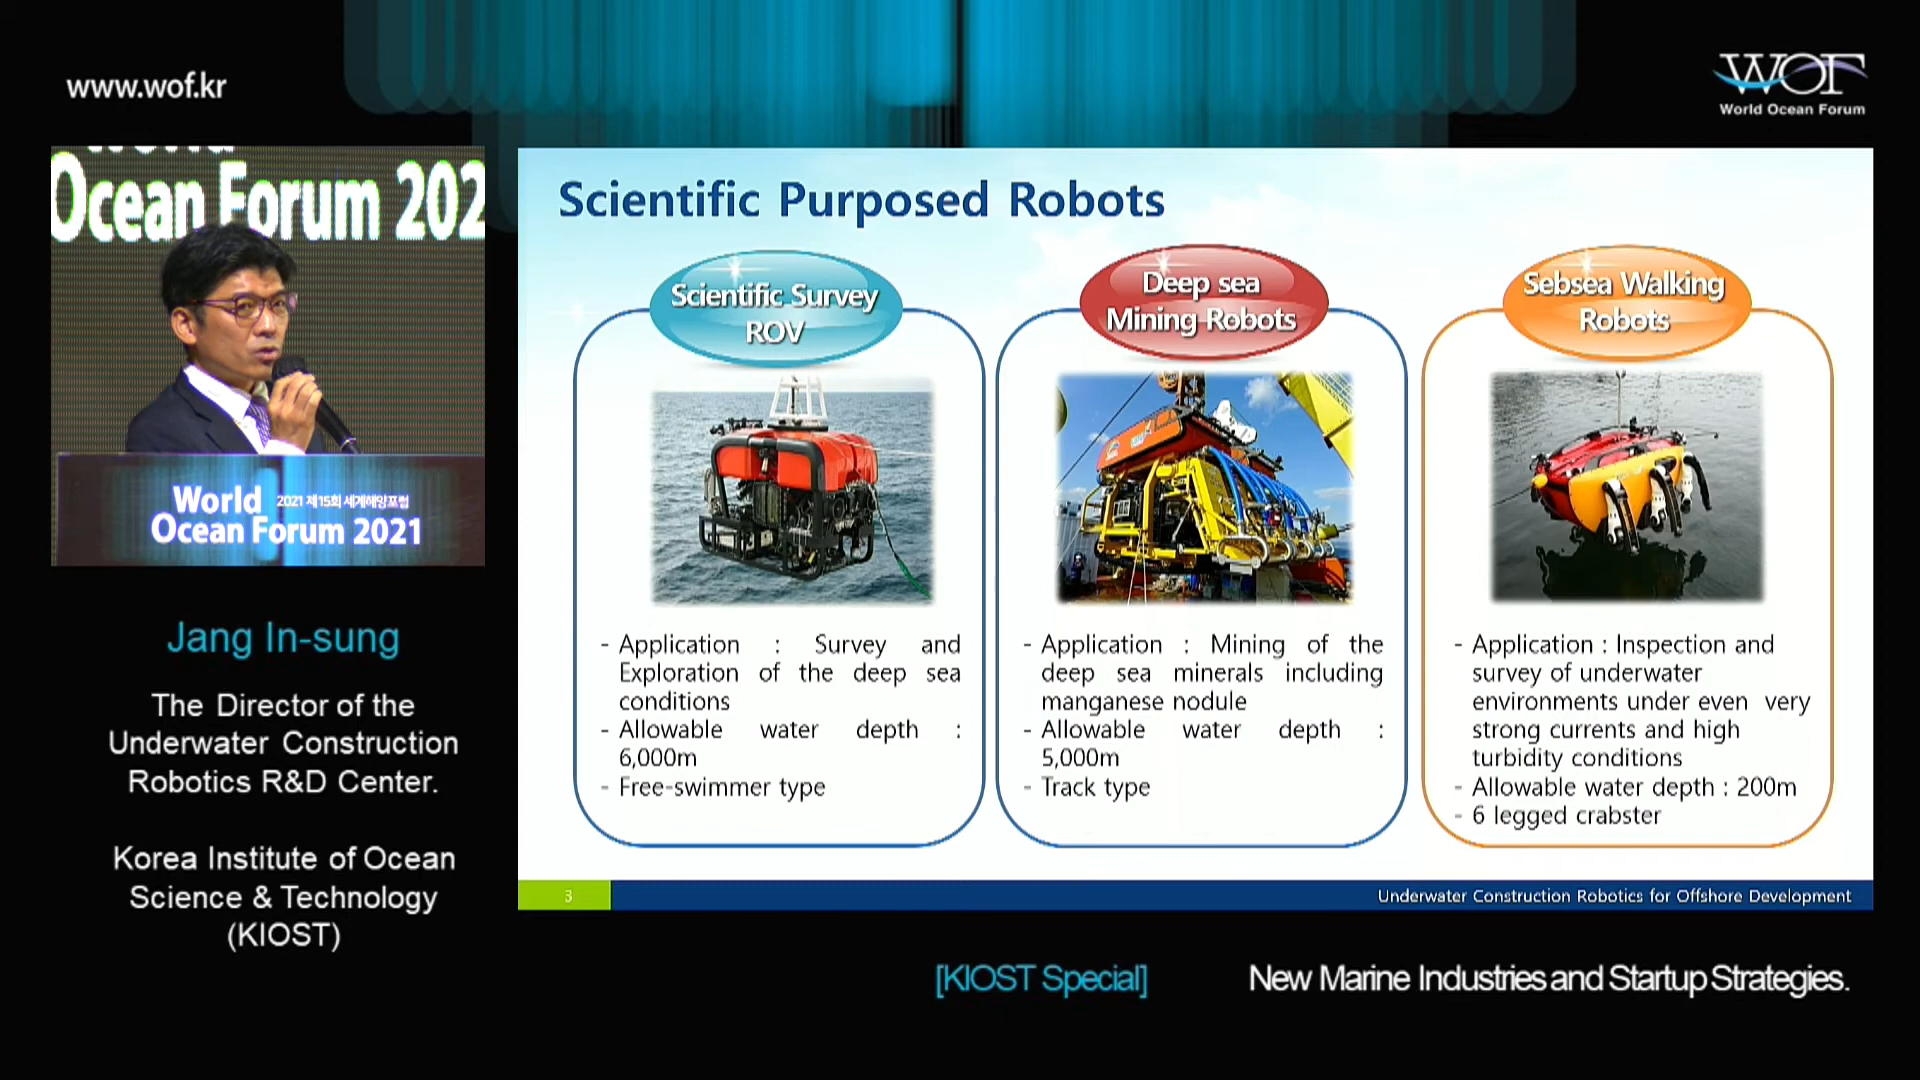 www.wof.kr
WOF
World Ocean Forum
Ocean Forum 202
World 2021 제15회 세계해양포럼
Ocean Forum 2021
Jang In-sung
The Director of the
Underwater Construction
Robotics R&D Center.
Korea Institute of Ocean
Science & Technology
(KIOST)
Scientific Purposed Robots
Scientific Survey
ROV
- Application : Survey and
Exploration of the deep sea
conditions
- Allowable water depth :
6,000m
- Free-swimmer type
Deep sea
Mining Robots
- Application : Mining of the
deep sea minerals including
manganese nodule
- Allowable water depth :
5,000m
- Track type
Sebsea Walking
Robots
- Application : Inspection and
survey of underwater
environments under even very
strong currents and high
turbidity conditions
- Allowable water depth : 200m
- 6 legged crabster
3
Underwater Construction Robotics for Offshore Development
[KIOST Special] New Marine Industries and Startup Strategies.